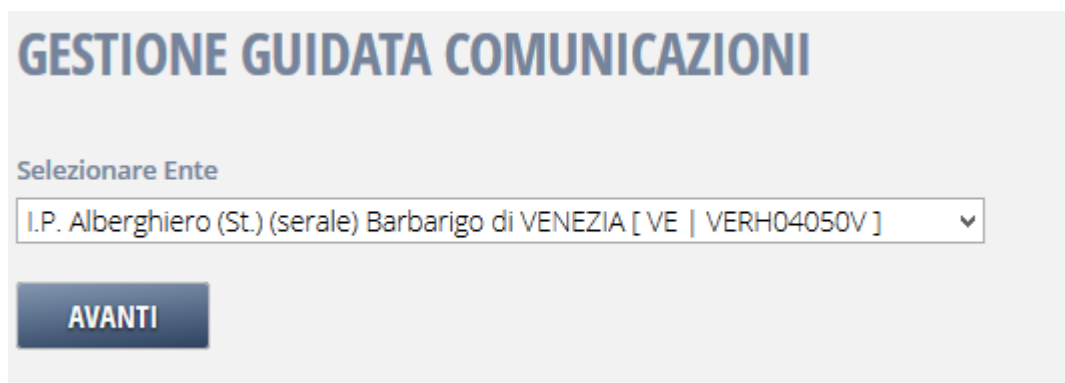 GESTIONE GUIDATA COMUNICAZIONI
Selezionare Ente
I.P. Alberghiero (St.) (serale) Barbarigo di VENEZIA [ VE | VERH04050V ]
AVANTI